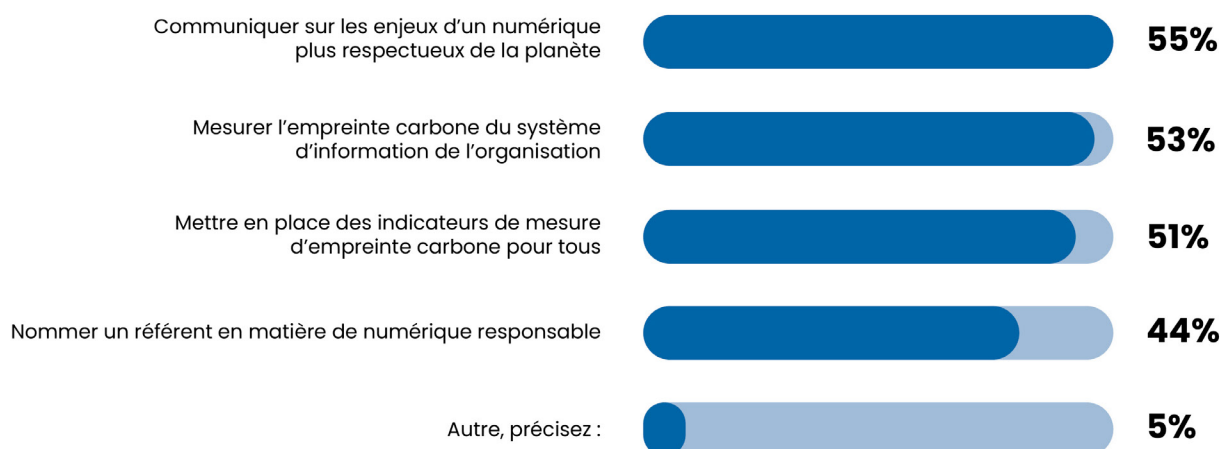 Communiquer sur les enjeux d’un numérique
plus respectueux de la planète
55%
Mesurer l’empreinte carbone du système
d’information de l’organisation
53%
Mettre en place des indicateurs de mesure
d’empreinte carbone pour tous
51%
Nommer un référent en matière de numérique responsable
44%
Autre, précisez :
5%